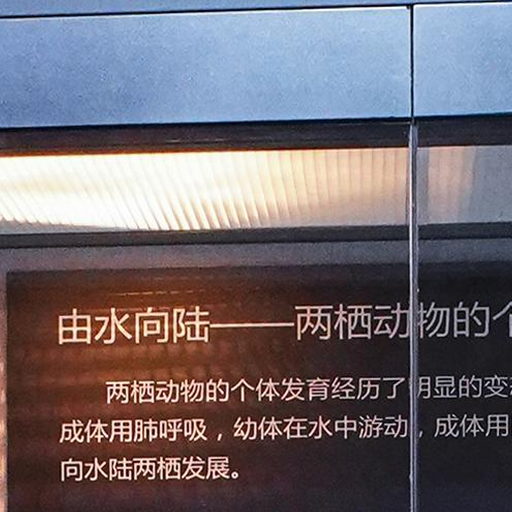 由水向陆——两栖动物的个
两栖动物的个体发育经历了明显的变
成体用肺呼吸，幼体在水中游动，成体用
向水陆两栖发展。